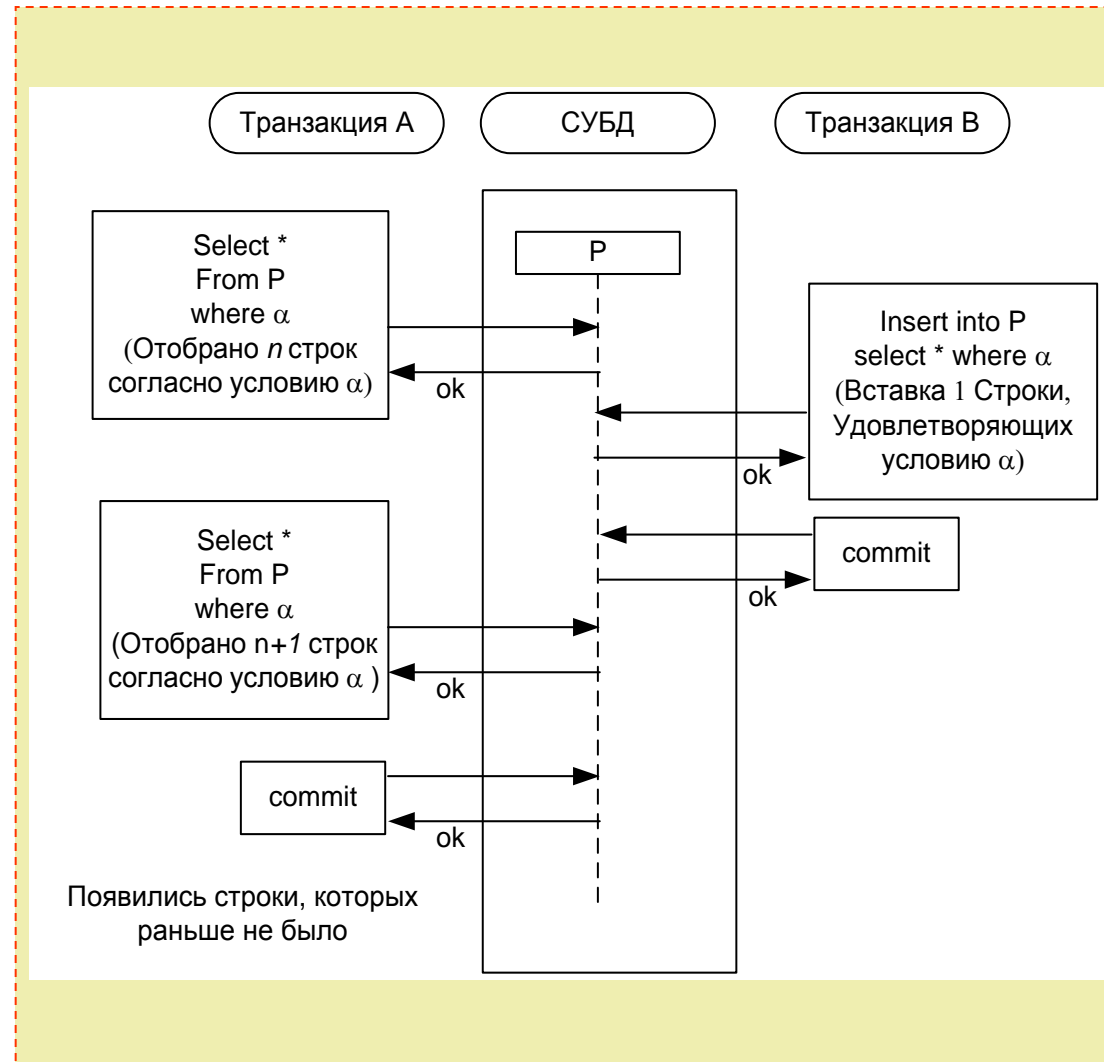 Транзакция А
СУБД
Транзакция В
Select *
From P
where α
(Отобрано n строк
согласно условию α)
ok
P
Insert into P
select * where α
(Вставка 1 Строки,
Удовлетворяющих
условию α)
ok
commit
ok
Select *
From P
where α
(Отобрано n+1 строк
согласно условию α )
ok
commit
ok
Появились строки, которых
раньше не было